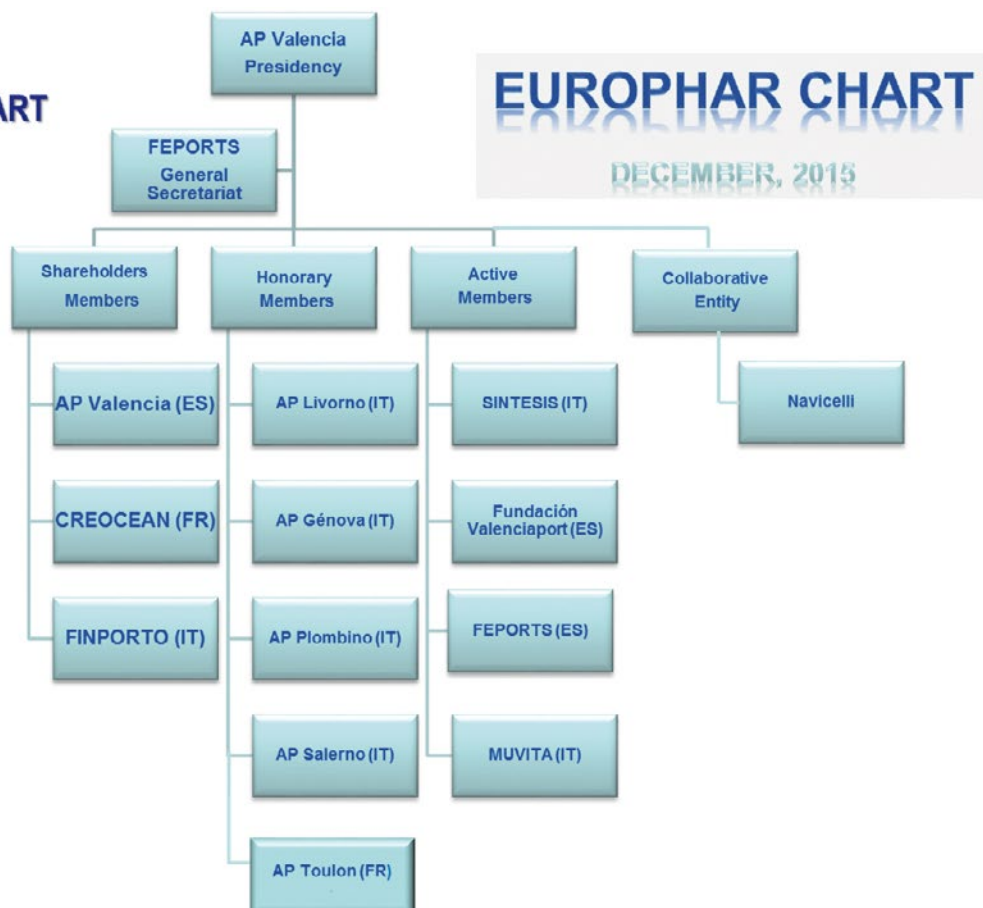 AP Valencia
Presidency
ART
EUROPHAR CHART
DECEMBER, 2015
FEPORTS
General
Secretariat
Shareholders
Members
Honorary
Members
Active
Members
Collaborative
Entity
AP Valencia (ES)
AP Livorno (IT)
SINTESIS (IT)
Navicelli
CREOCEAN (FR)
AP Génova (IT)
Fundación
Valenciaport (ES)
FINPORTO (IT)
AP Plombino (IT)
FEPORTS (ES)
AP Salerno (IT)
MUVITA (IT)
AP Toulon (FR)